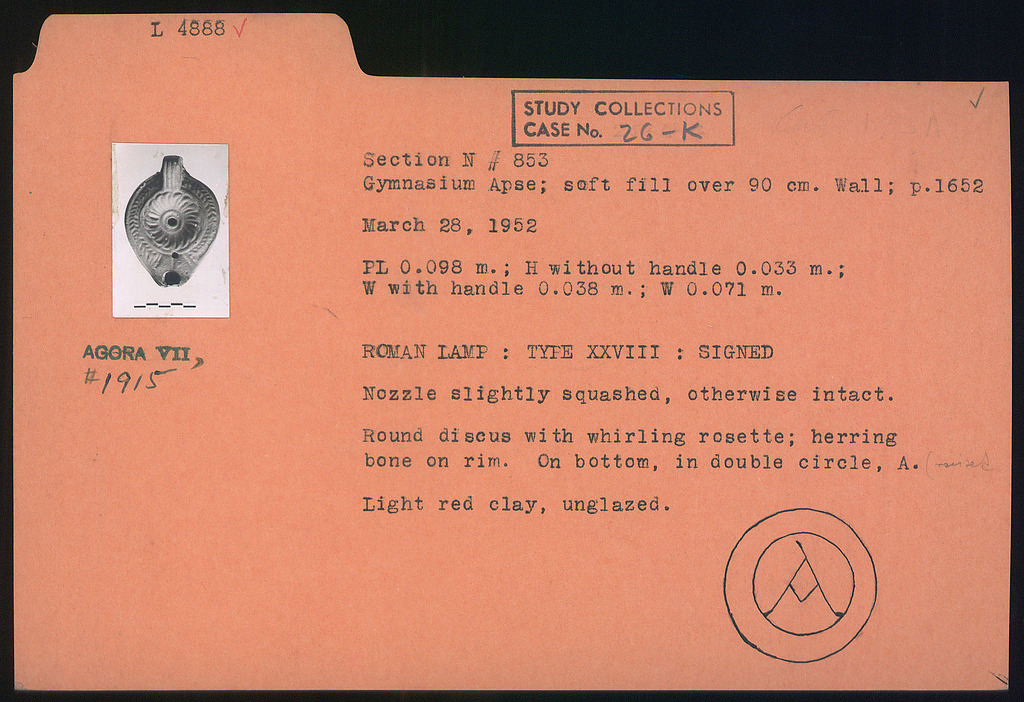 L 4888
STUDY COLLECTIONS
CASE No. 26-K
Section N # 853
Gymnasium Apse; soft fill over 90 cm. Wall; p.1652
March 28, 1952
PL 0.098 m.; H without handle 0.033 m.;
W with handle 0.038 m.; W 0.071 m.
AGORA VII,
#1915
ROMAN LAMP : TYPE XXVIII : SIGNED
Nozzle slightly squashed, otherwise intact.
Round discus with whirling rosette; herring
bone on rim. On bottom, in double circle, A.
Light red clay, unglazed.
A